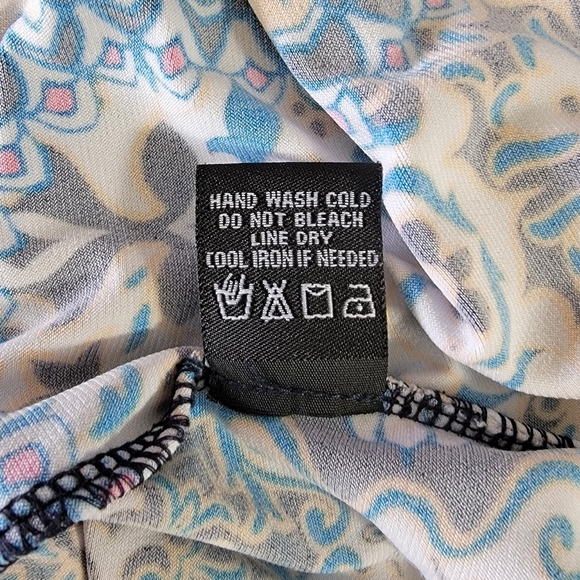 HAND WASH COLD
DO NOT BLEACH
LINE DRY
COOL IRON IF NEEDED